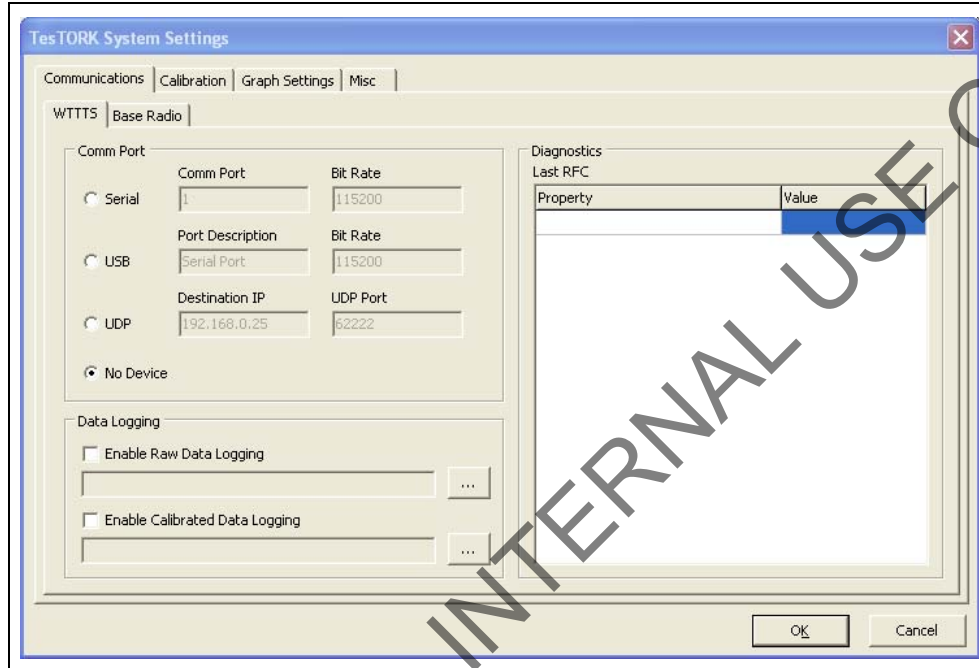 TesTORK System Settings
Communications Calibration Graph Settings Misc
WTTTS Base Radio
Comm Port
Comm Port Bit Rate
Serial 1 115200
Port Description Bit Rate
USB Serial Port 115200
Destination IP UDP Port
UDP 192.168.0.25 62222
No Device
Data Logging
Enable Raw Data Logging
...
Enable Calibrated Data Logging
...
Diagnostics
Last RFC
Property Value
OK Cancel
INTERNAL USE O